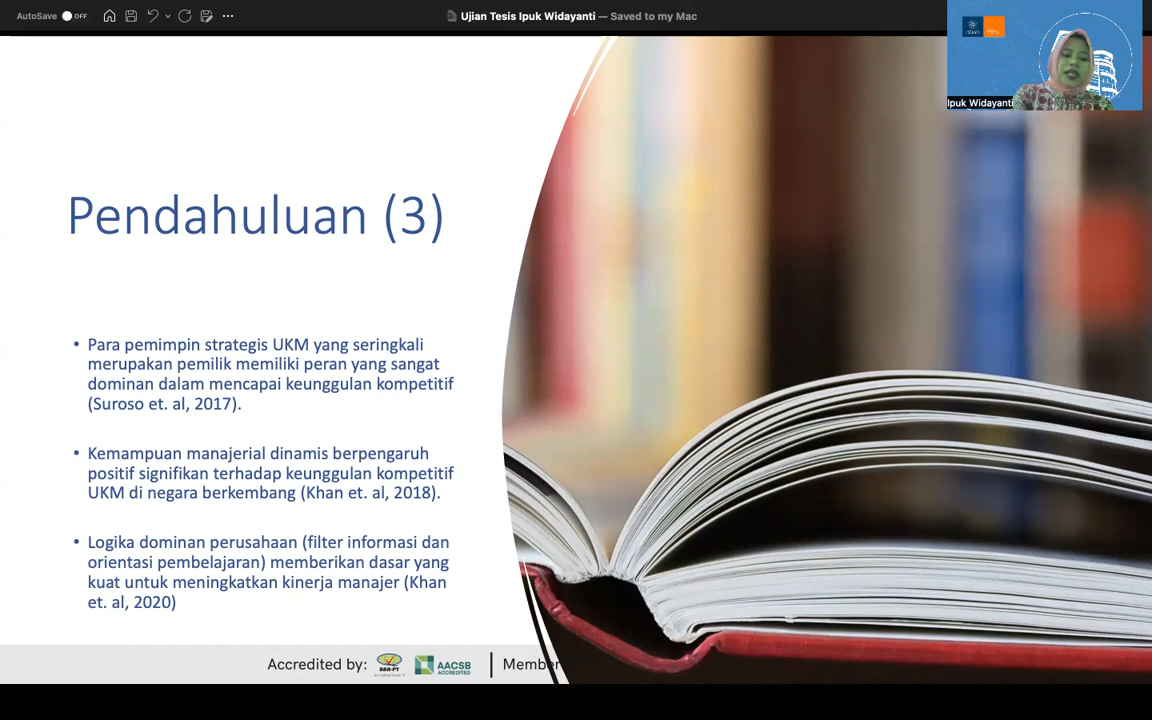 AutoSave OFF
Ujian Tesis Ipuk Widayanti — Saved to my Mac
Ipuk Widayanti
Pendahuluan (3)
• Para pemimpin strategis UKM yang seringkali
merupakan pemilik memiliki peran yang sangat
dominan dalam mencapai keunggulan kompetitif
(Suroso et. al, 2017).
• Kemampuan manajerial dinamis berpengaruh
positif signifikan terhadap keunggulan kompetitif
UKM di negara berkembang (Khan et. al, 2018).
• Logika dominan perusahaan (filter informasi dan
orientasi pembelajaran) memberikan dasar yang
kuat untuk meningkatkan kinerja manajer (Khan
et. al, 2020)
Accredited by: BAN-PT AACSB ACCREDITED Member